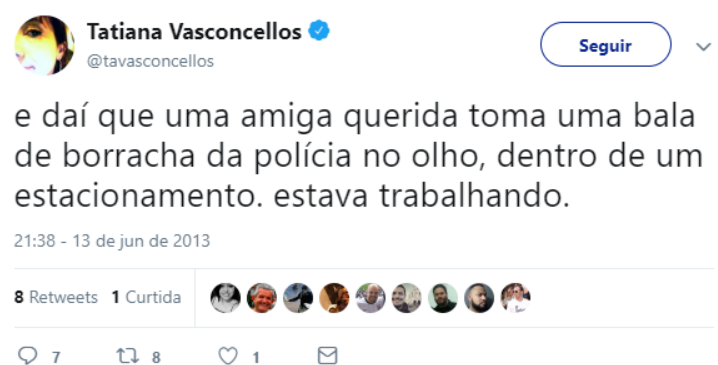 Tatiana Vasconcellos
@tavasconcellos
Seguir
e daí que uma amiga querida toma uma bala
de borracha da polícia no olho, dentro de um
estacionamento. estava trabalhando.
21:38 - 13 de jun de 2013
8 Retweets 1 Curtida
7 8 1